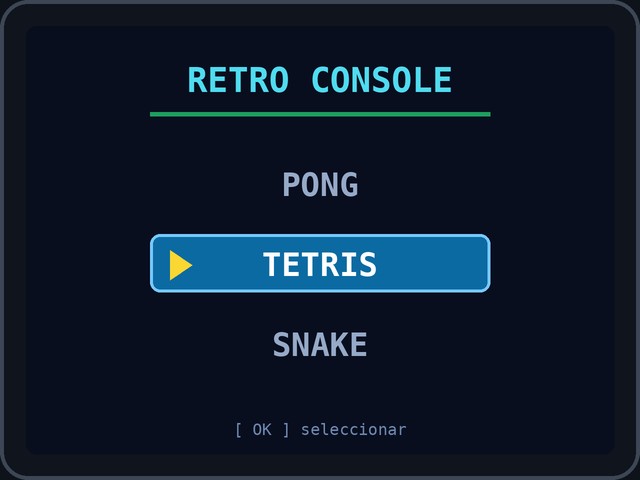 RETRO CONSOLE
PONG
TETRIS
SNAKE
[ OK ] seleccionar